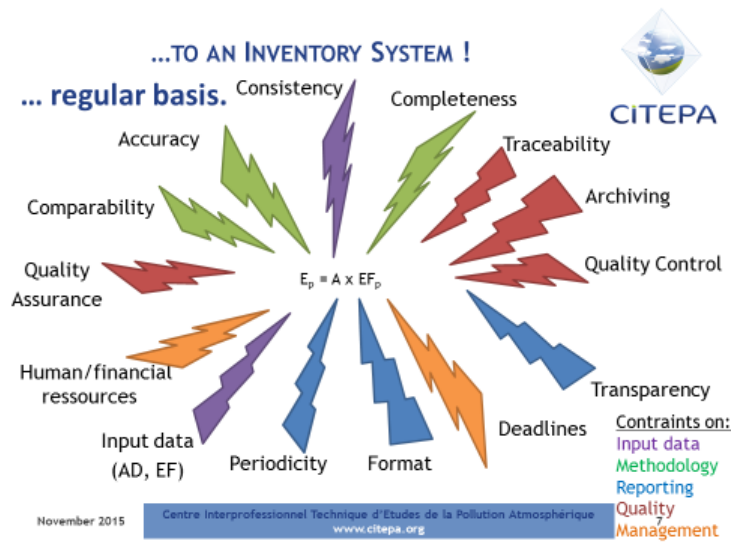 ...TO AN INVENTORY SYSTEM !
... regular basis.
CiTEPA
Consistency
Completeness
Accuracy
Traceability
Comparability
Archiving
Quality
Assurance
Quality Control
Eₚ = A x EFₚ
Human/financial
ressources
Transparency
Input data
(AD, EF)
Periodicity
Format
Deadlines
Contraints on:
Input data
Methodology
Reporting
Quality
Management
November 2015
Centre Interprofessionnel Technique d'Etudes de la Pollution Atmosphérique
www.citepa.org
7